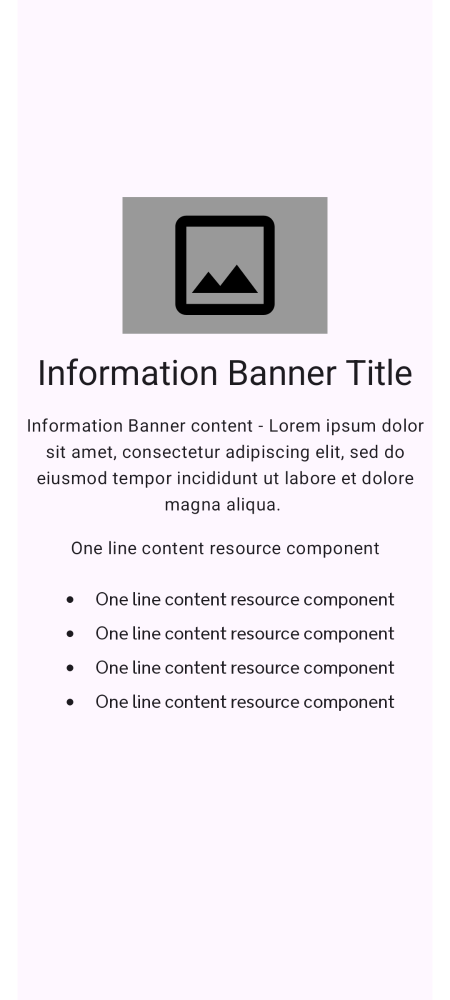 Information Banner Title
Information Banner content - Lorem ipsum dolor
sit amet, consectetur adipiscing elit, sed do
eiusmod tempor incididunt ut labore et dolore
magna aliqua.
One line content resource component
• One line content resource component
• One line content resource component
• One line content resource component
• One line content resource component